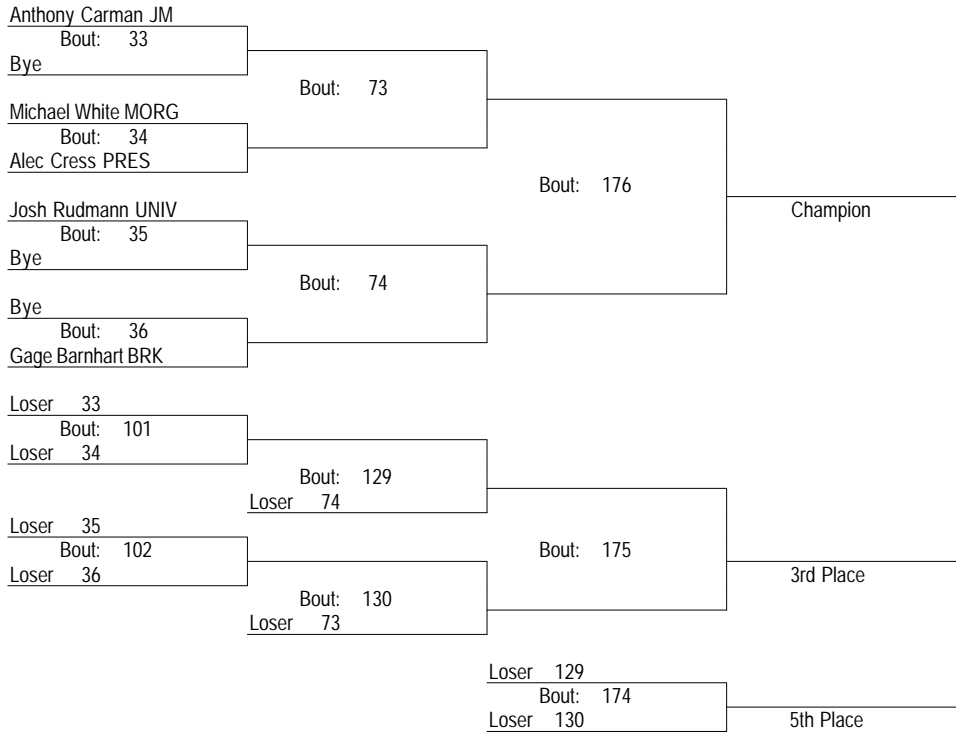 Anthony Carman JM
Bout: 33
Bye
Bout: 73
Michael White MORG
Bout: 34
Alec Cress PRES
Bout: 176
Champion
Josh Rudmann UNIV
Bout: 35
Bye
Bout: 74
Bye
Bout: 36
Gage Barnhart BRK
Loser 33
Bout: 101
Loser 34
Bout: 129
Loser 74
Loser 35
Bout: 102
Loser 36
Bout: 175
3rd Place
Bout: 130
Loser 73
Loser 129
Bout: 174
Loser 130
5th Place